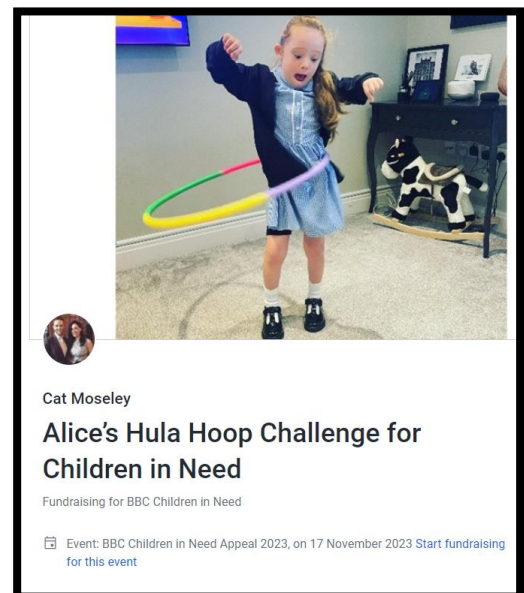 Cat Moseley
Alice’s Hula Hoop Challenge for
Children in Need
Fundraising for BBC Children in Need
Event: BBC Children in Need Appeal 2023, on 17 November 2023 Start fundraising
for this event